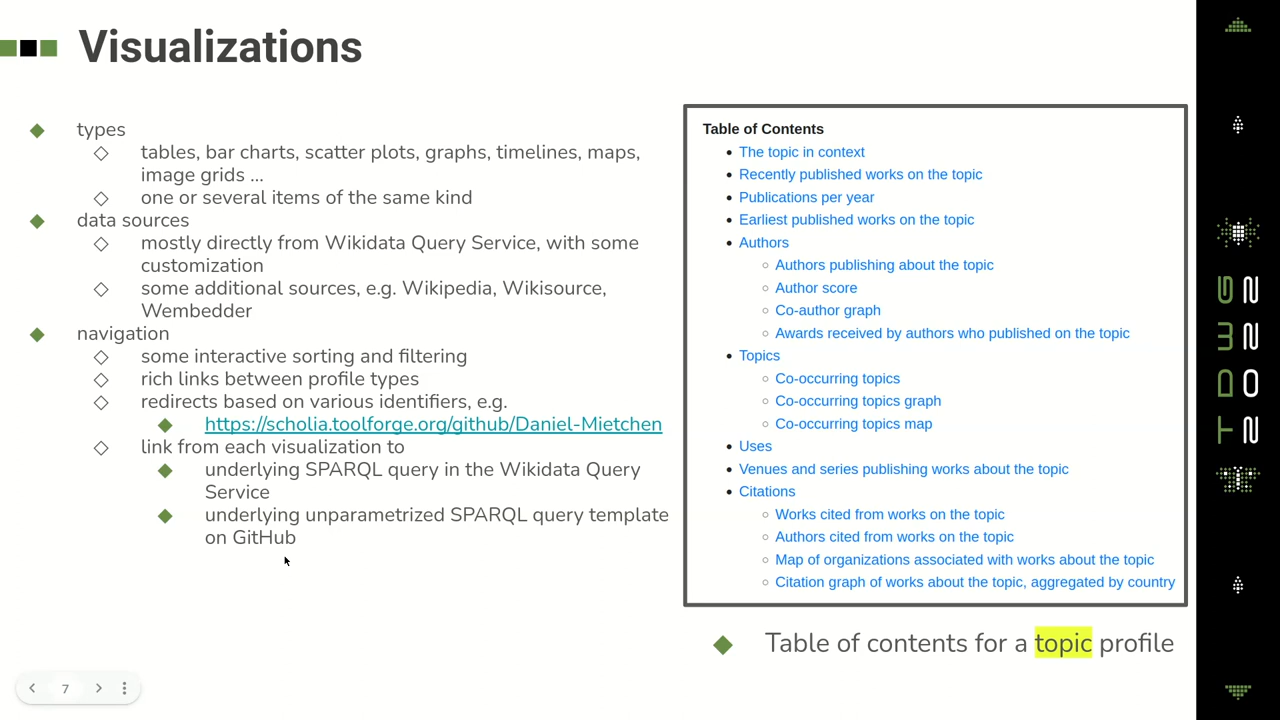 Visualizations
types
tables, bar charts, scatter plots, graphs, timelines, maps,
image grids ...
one or several items of the same kind
data sources
mostly directly from Wikidata Query Service, with some
customization
some additional sources, e.g. Wikipedia, Wikisource,
Wembedder
navigation
some interactive sorting and filtering
rich links between profile types
redirects based on various identifiers, e.g.
https://scholia.toolforge.org/github/Daniel-Mietchen
link from each visualization to
underlying SPARQL query in the Wikidata Query
Service
underlying unparametrized SPARQL query template
on GitHub
Table of Contents
The topic in context
Recently published works on the topic
Publications per year
Earliest published works on the topic
Authors
Authors publishing about the topic
Author score
Co-author graph
Awards received by authors who published on the topic
Topics
Co-occurring topics
Co-occurring topics graph
Co-occurring topics map
Uses
Venues and series publishing works about the topic
Citations
Works cited from works on the topic
Authors cited from works on the topic
Map of organizations associated with works about the topic
Citation graph of works about the topic, aggregated by country
Table of contents for a topic profile
7